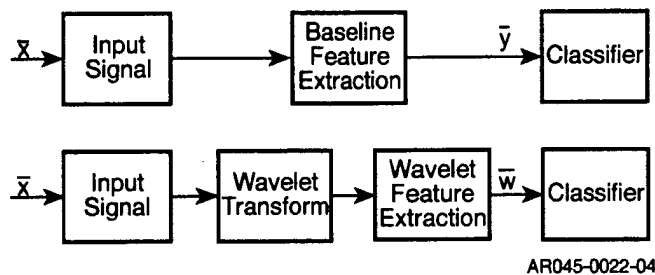 x̅
Input
Signal
Baseline
Feature
Extraction
y̅
Classifier
x̅
Input
Signal
Wavelet
Transform
Wavelet
Feature
Extraction
w̅
Classifier
AR045-0022-04